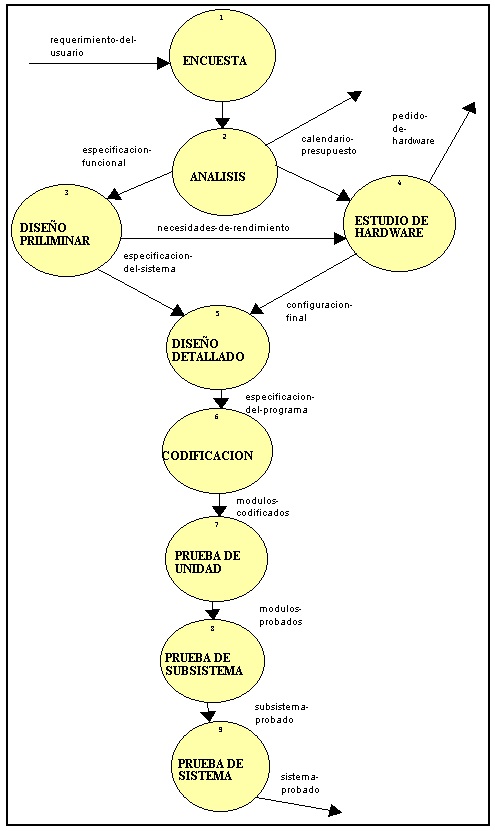 1
requerimiento-del-
usuario
ENCUESTA
2
calendario-
presupuesto
pedido-
de-
hardware
especificacion-
funcional
ANALISIS
3
4
DISEÑO
PRILIMINAR
necesidades-de-rendimiento
ESTUDIO DE
HARDWARE
especificacion-
del-sistema
configuracion-
final
5
DISEÑO
DETALLADO
especificacion-
del-programa
6
CODIFICACION
modulos-
codificados
7
PRUEBA DE
UNIDAD
modulos-
probados
8
PRUEBA DE
SUBSISTEMA
subsistema-
probado
9
PRUEBA DE
SISTEMA
sistema-
probado